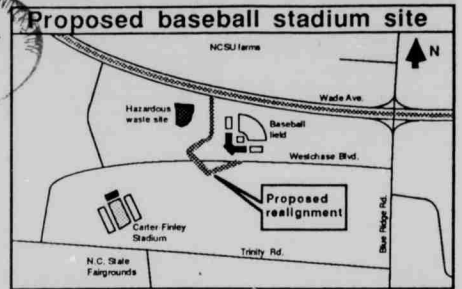 Proposed baseball stadium site
NCSU farms
N
Wade Ave.
Hazardous
waste site
Baseball
field
Westchase Blvd.
Proposed
realignment
Blue Ridge Rd.
Carter-Finley
Stadium
Trinity Rd.
N.C. State
Fairgrounds